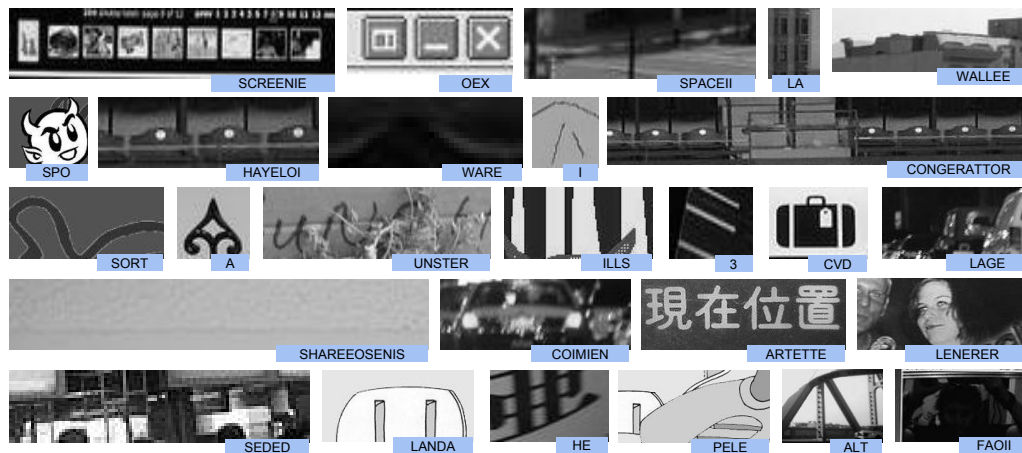 SCREENIE OEX SPACEII LA WALLEE
SPO HAYELOI WARE I CONGERATTOR
SORT A UNSTER ILLS 3 CVD LAGE
現在位置
SHAREEOSENIS COIMIEN ARTETTE LENERER
SEDED LANDA HE PELE ALT FAOII